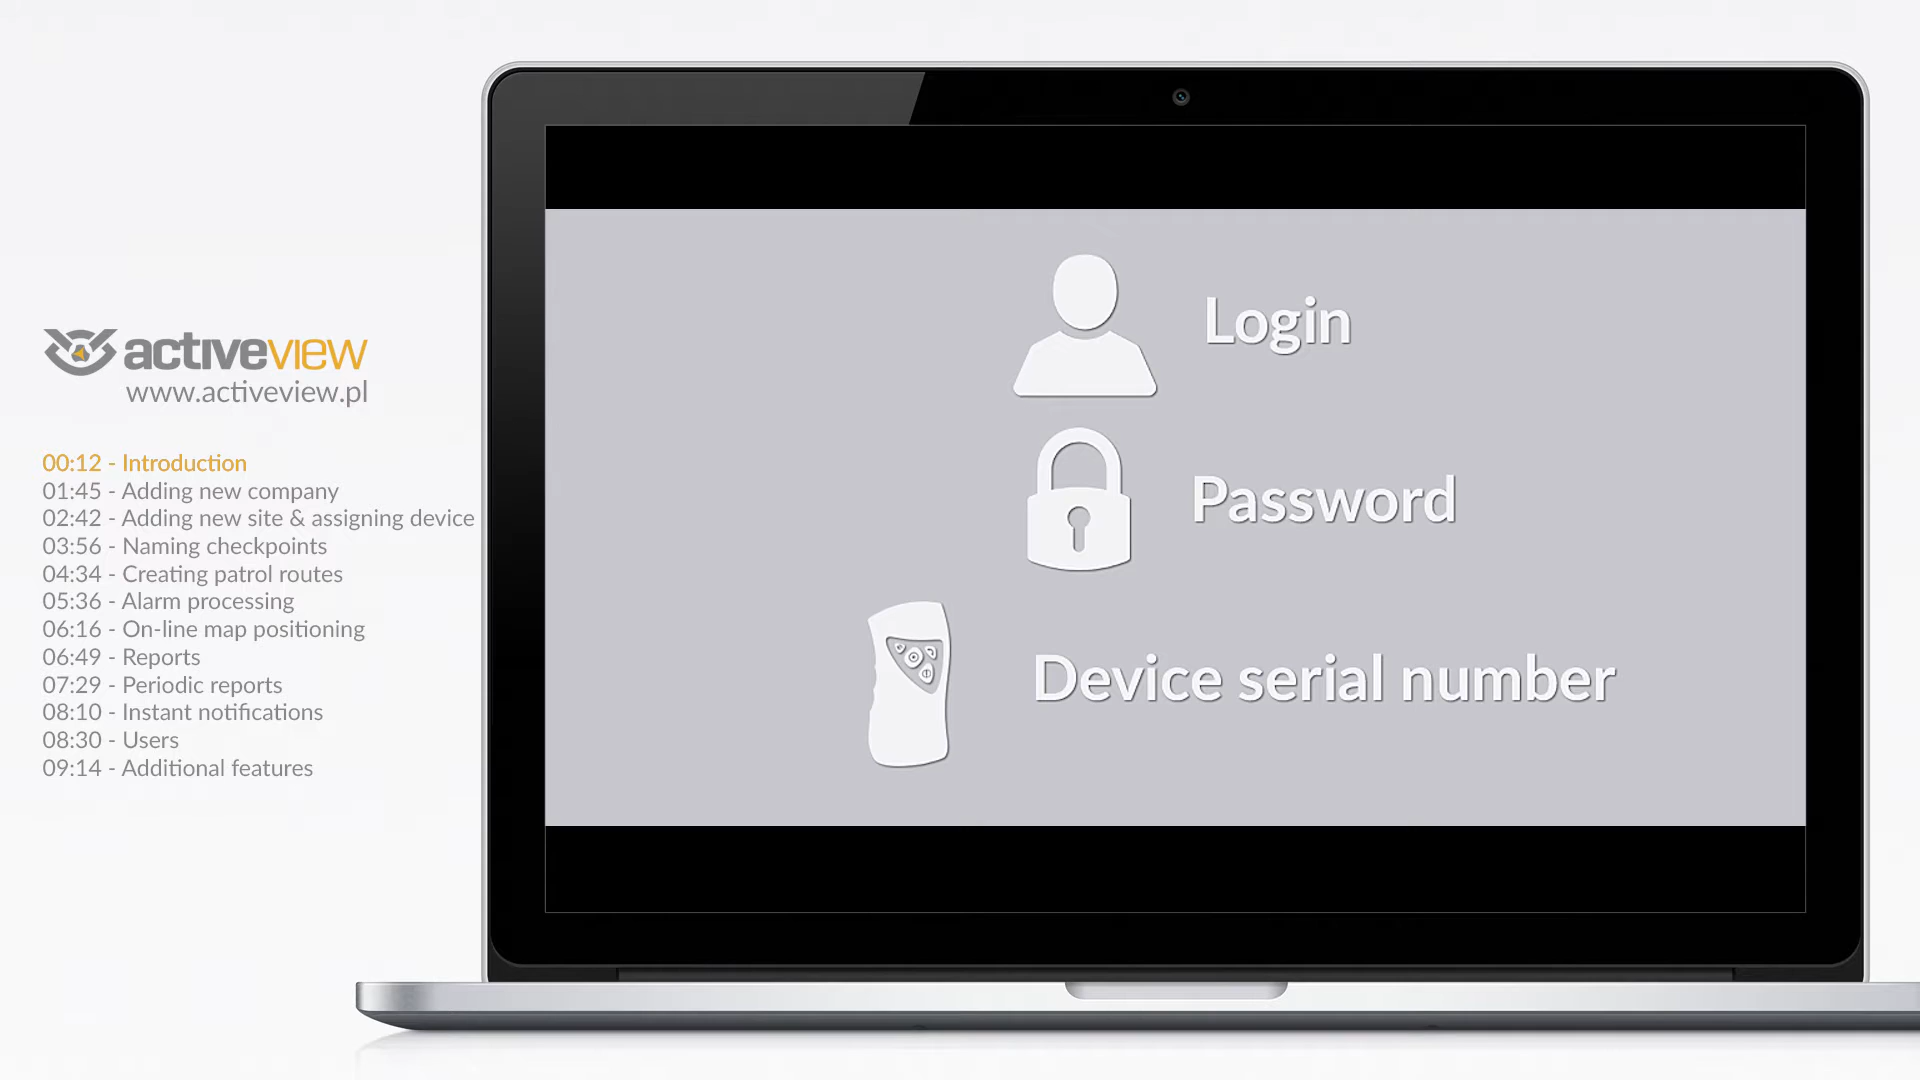 activeview
www.activeview.pl
00:12 - Introduction
01:45 - Adding new company
02:42 - Adding new site & assigning device
03:56 - Naming checkpoints
04:34 - Creating patrol routes
05:36 - Alarm processing
06:16 - On-line map positioning
06:49 - Reports
07:29 - Periodic reports
08:10 - Instant notifications
08:30 - Users
09:14 - Additional features
Login
Password
Device serial number